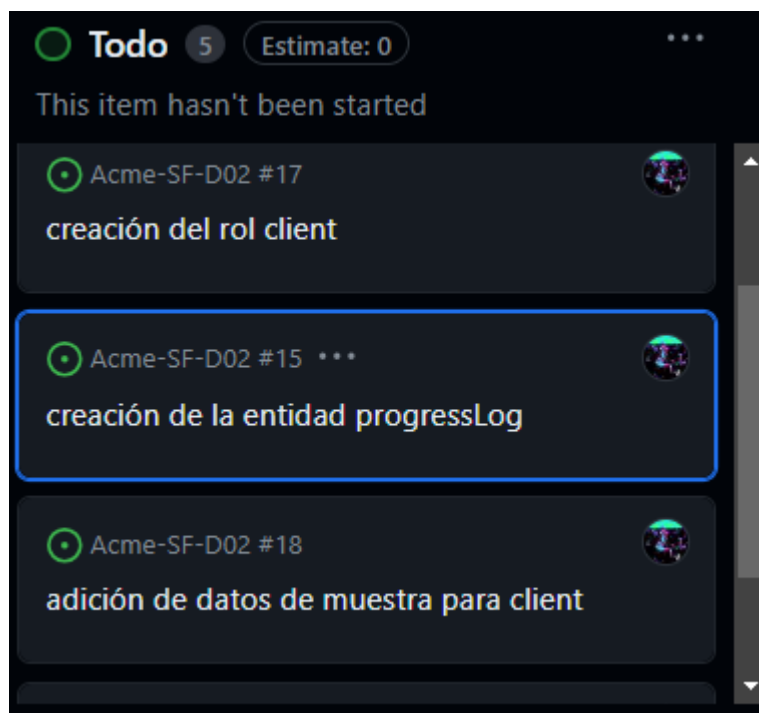 Todo 5 Estimate: 0
This item hasn't been started
Acme-SF-D02 #17
creación del rol client
Acme-SF-D02 #15
creación de la entidad progressLog
Acme-SF-D02 #18
adición de datos de muestra para client